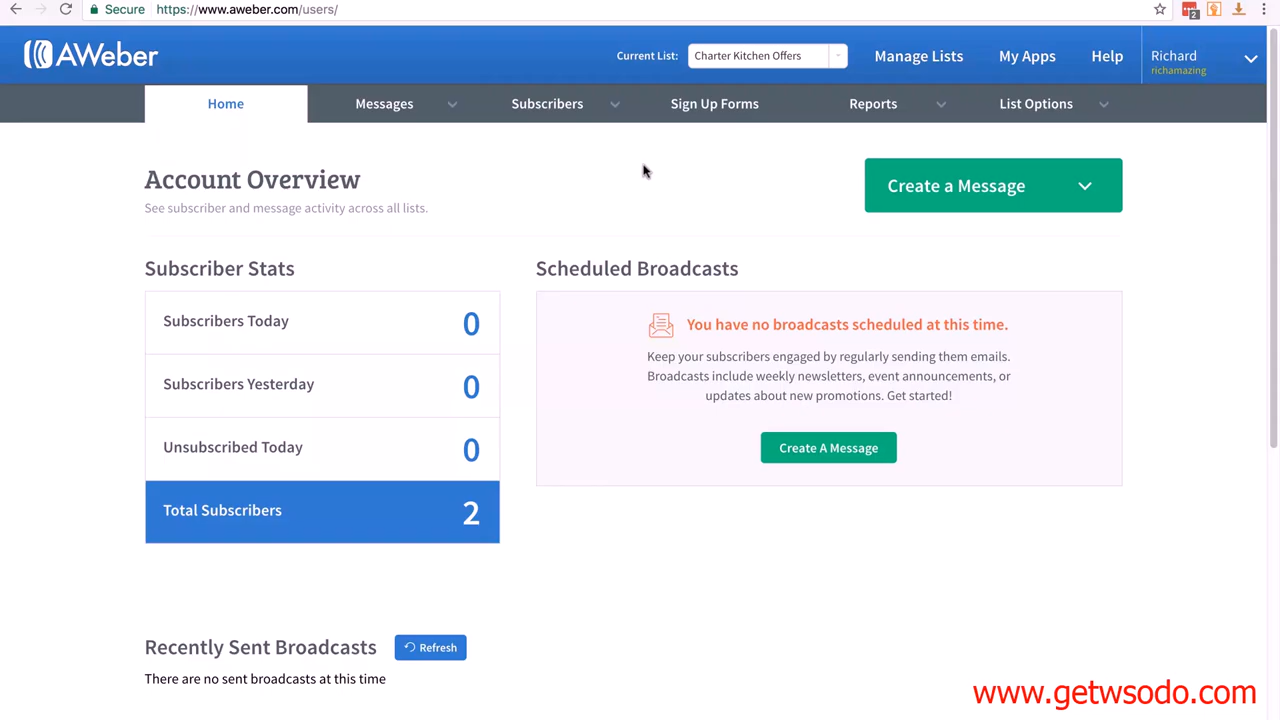 Secure https://www.aweber.com/users/
2
AWeber
Current List: Charter Kitchen Offers
Manage Lists
My Apps
Help
Richard
richamazing
Home
Messages
Subscribers
Sign Up Forms
Reports
List Options
Account Overview
See subscriber and message activity across all lists.
Create a Message
Subscriber Stats
Subscribers Today 0
Subscribers Yesterday 0
Unsubscribed Today 0
Total Subscribers 2
Scheduled Broadcasts
You have no broadcasts scheduled at this time.
Keep your subscribers engaged by regularly sending them emails.
Broadcasts include weekly newsletters, event announcements, or
updates about new promotions. Get started!
Create A Message
Recently Sent Broadcasts
Refresh
There are no sent broadcasts at this time
www.getwsodo.com